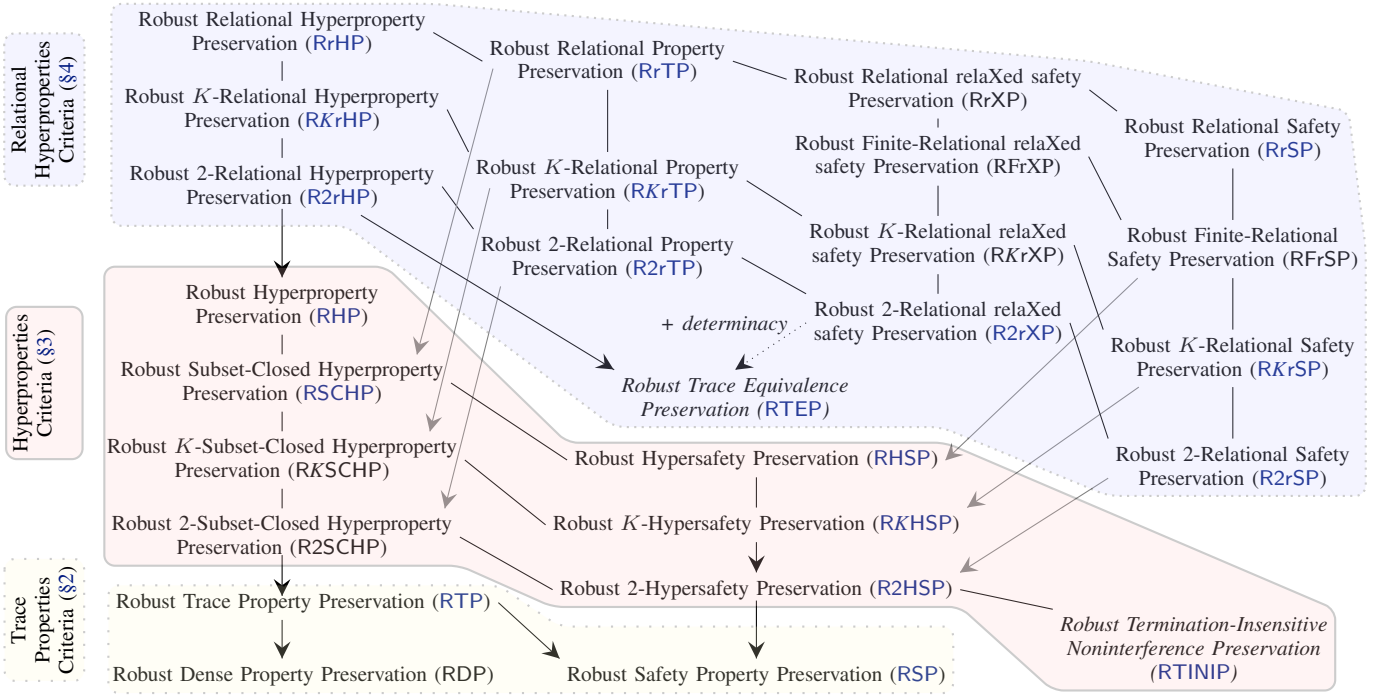 Relational
Hyperproperties
Criteria (§4)
Robust Relational Hyperproperty
Preservation (RrHP)
Robust K-Relational Hyperproperty
Preservation (RKrHP)
Robust 2-Relational Hyperproperty
Preservation (R2rHP)
Robust Relational Property
Preservation (RrTP)
Robust K-Relational Property
Preservation (RKrTP)
Robust 2-Relational Property
Preservation (R2rTP)
Robust Relational relaXed safety
Preservation (RrXP)
Robust Finite-Relational relaXed
safety Preservation (RFrXP)
Robust K-Relational relaXed
safety Preservation (RKrXP)
Robust 2-Relational relaXed
safety Preservation (R2rXP)
Robust Relational Safety
Preservation (RrSP)
Robust Finite-Relational
Safety Preservation (RFrSP)
Robust K-Relational Safety
Preservation (RKrSP)
Robust 2-Relational Safety
Preservation (R2rSP)
+ determinacy
Robust Trace Equivalence
Preservation (RTEP)
Hyperproperties
Criteria (§3)
Robust Hyperproperty
Preservation (RHP)
Robust Subset-Closed Hyperproperty
Preservation (RSCHP)
Robust K-Subset-Closed Hyperproperty
Preservation (RKSCHP)
Robust 2-Subset-Closed Hyperproperty
Preservation (R2SCHP)
Robust Hypersafety Preservation (RHSP)
Robust K-Hypersafety Preservation (RKHSP)
Robust 2-Hypersafety Preservation (R2HSP)
Robust Termination-Insensitive
Noninterference Preservation
(RTINIP)
Trace
Properties
Criteria (§2)
Robust Trace Property Preservation (RTP)
Robust Dense Property Preservation (RDP)
Robust Safety Property Preservation (RSP)